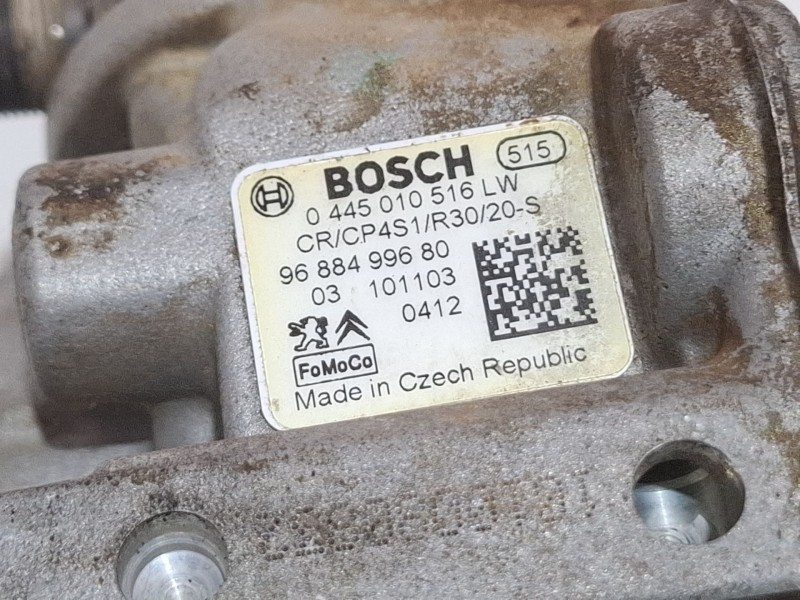 BOSCH 515
0 445 010 516 LW
CR/CP4S1/R30/20-S
96 884 996 80
03 101103
0412
FoMoCo
Made in Czech Republic